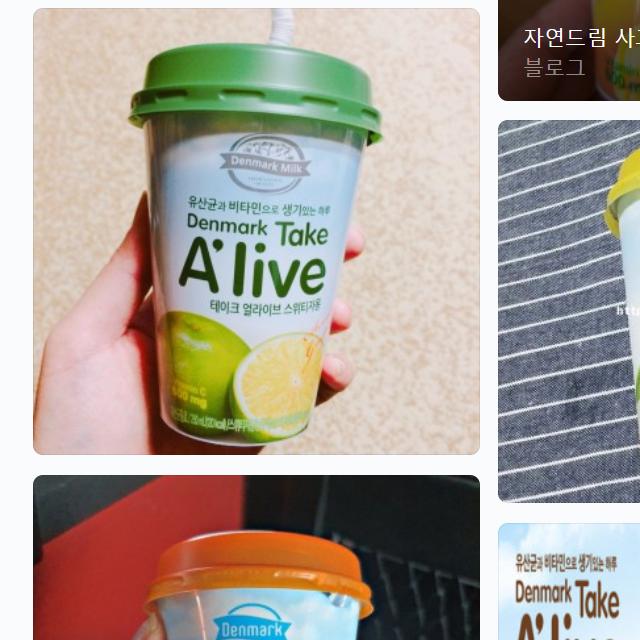 Denmark Milk
유산균과 비타민으로 생기있는 하루
Denmark Take
A'live
테이크 얼라이브 스위티자몽
자연드림 사과
블로그
Denmark
유산균과 비타민으로 생기있는 하루
Denmark Take
A'live